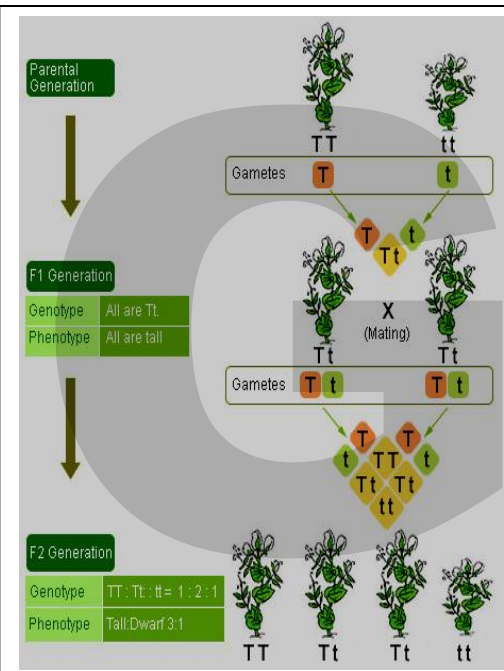 Parental
Generation
TT tt
Gametes T t
T t
Tt
F1 Generation
Genotype All are Tt.
Phenotype All are tall
X
(Mating)
Tt Tt
Gametes T t T t
T T
t TT t
Tt Tt
tt
F2 Generation
Genotype TT : Tt : tt = 1 : 2 : 1
Phenotype Tall:Dwarf 3:1
TT Tt Tt tt